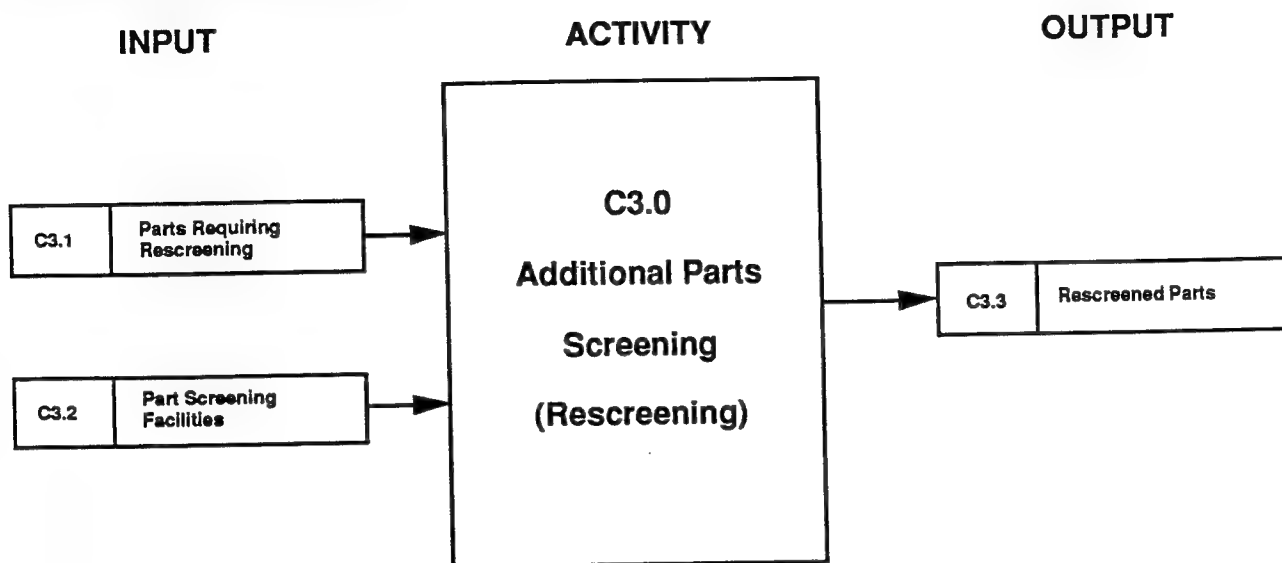 INPUT
ACTIVITY
OUTPUT
C3.1
Parts Requiring
Rescreening
C3.2
Part Screening
Facilities
C3.0
Additional Parts
Screening
(Rescreening)
C3.3
Rescreened Parts